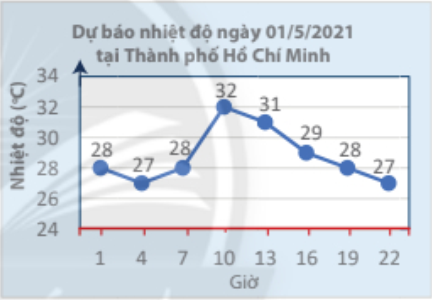 Dự báo nhiệt độ ngày 01/5/2021
tại Thành phố Hồ Chí Minh
Nhiệt độ (ºC)
34
32
30
28
26
24
28
27
28
32
31
29
28
27
1 4 7 10 13 16 19 22
Giờ